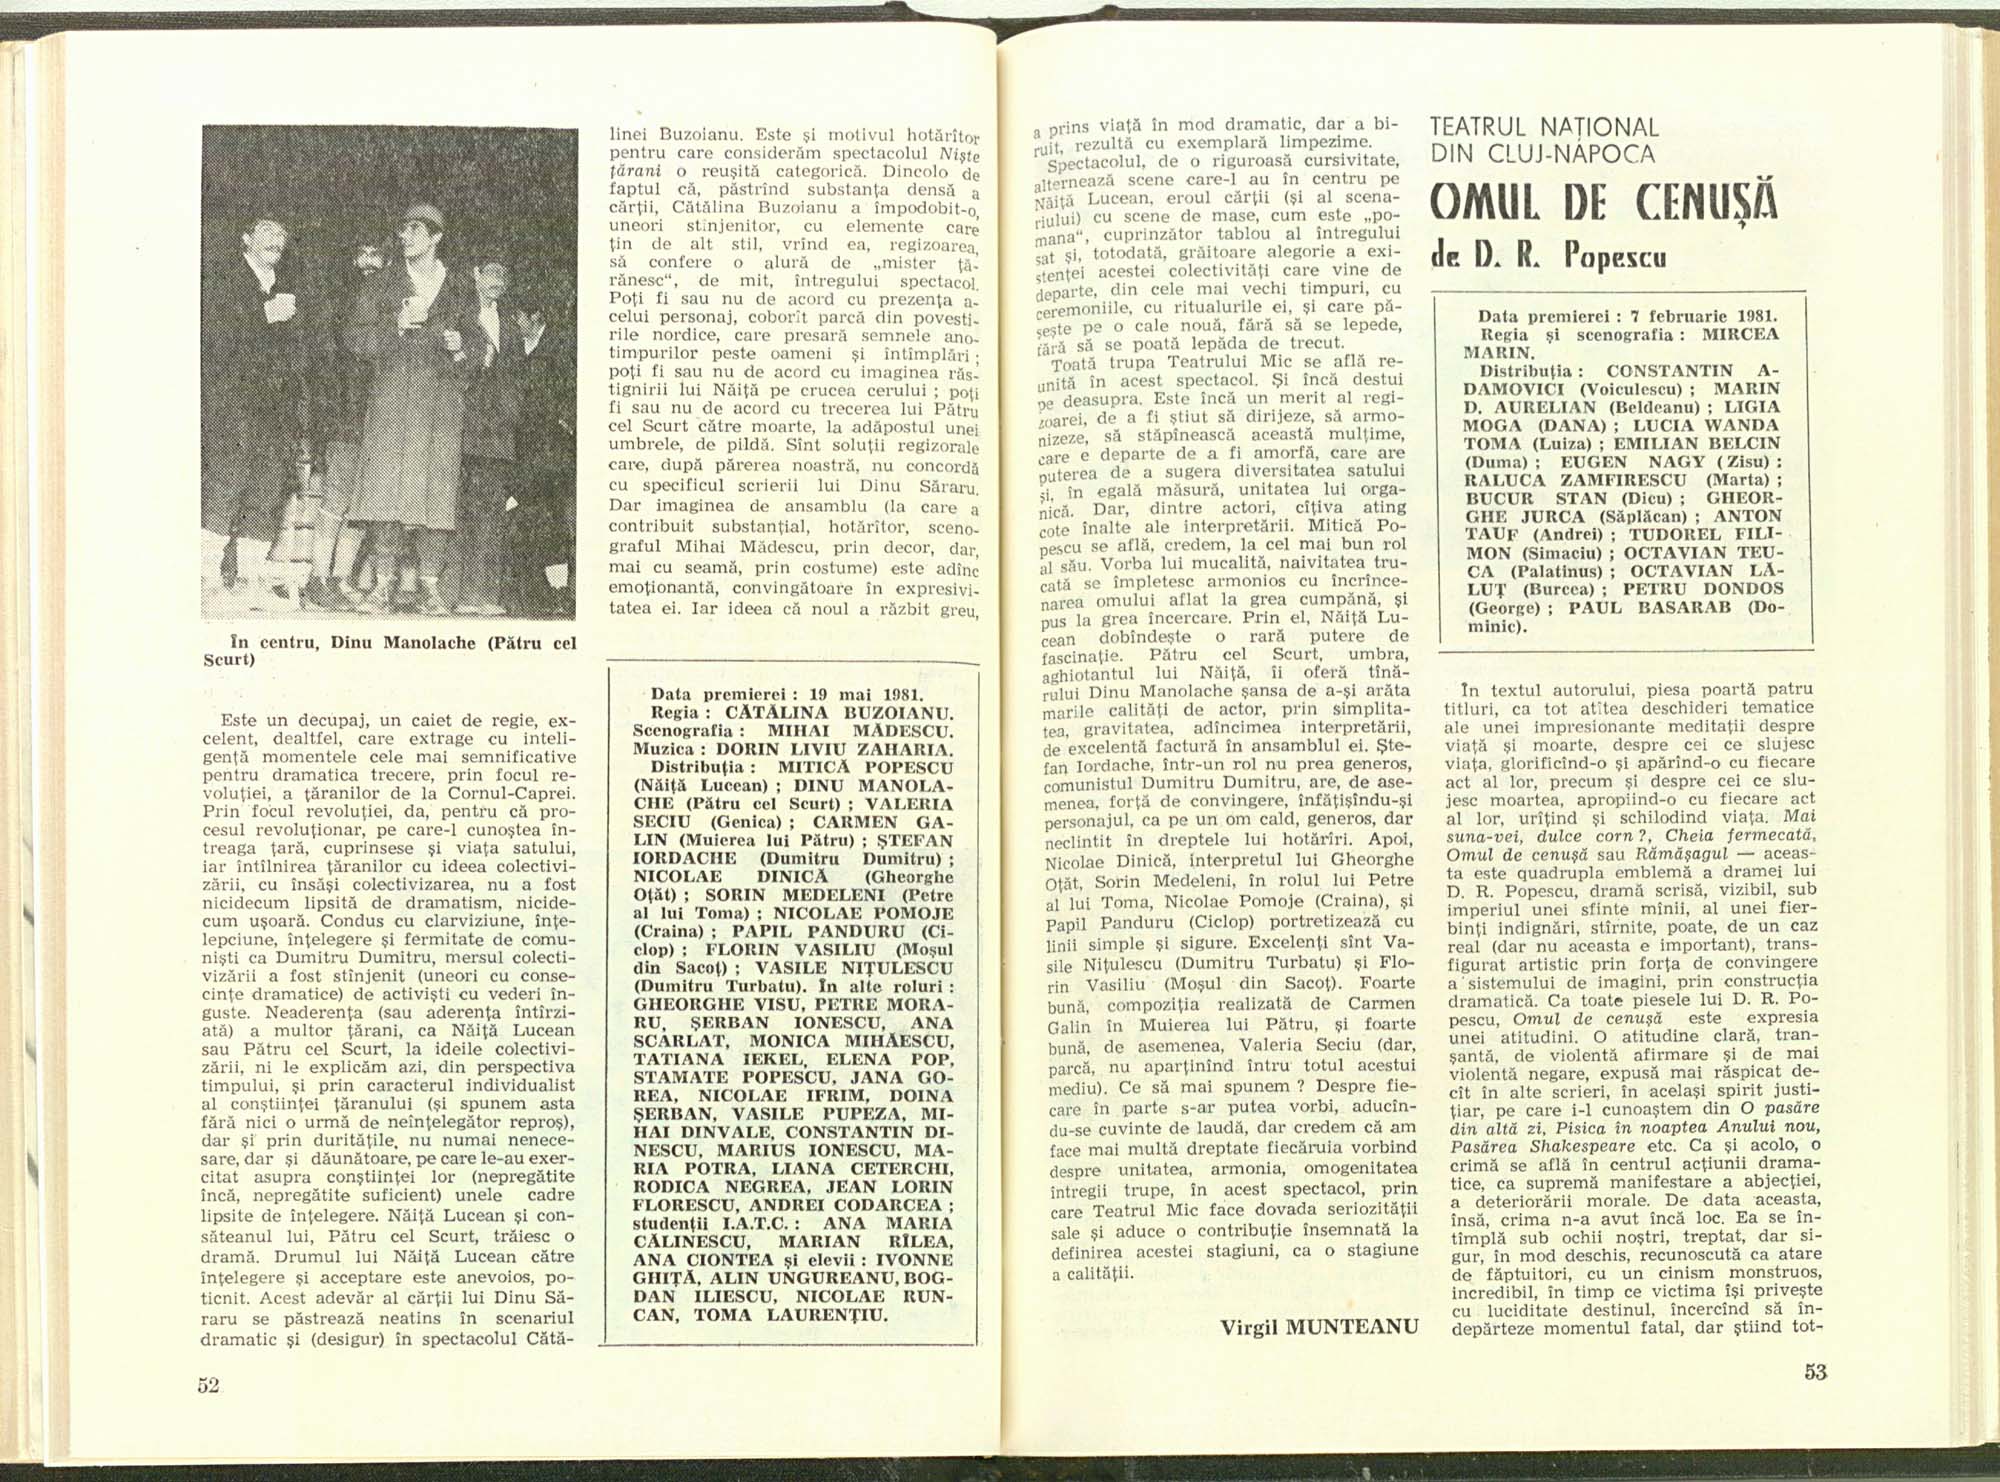 În centru, Dinu Manolache (Pătru cel
Scurt)
Este un decupaj, un caiet de regie, ex-
celent, dealtfel, care extrage cu inteli-
gență momentele cele mai semnificative
pentru dramatica trecere, prin focul re-
voluției, a țăranilor de la Cornul-Caprei.
Prin focul revoluției, da, pentru că pro-
cesul revoluționar, pe care-l cunoștea în-
treaga țară, cuprinsese și viața satului,
iar întîlnirea țăranilor cu ideea colectivi-
zării, cu însăși colectivizarea, nu a fost
nicidecum lipsită de dramatism, nicide-
cum ușoară. Condus cu clarviziune, înțe-
lepciune, înțelegere și fermitate de comu-
niști ca Dumitru Dumitru, mersul colecti-
vizării a fost stînjenit (uneori cu conse-
cințe dramatice) de activiști cu vederi în-
guste. Neaderența (sau aderența întîrzi-
ată) a multor țărani, ca Năiță Lucean
sau Pătru cel Scurt, la ideile colectivi-
zării, ni le explicăm azi, din perspectiva
timpului, și prin caracterul individualist
al conștiinței țăranului (și spunem asta
fără nici o urmă de neînțelegător reproș),
dar și prin duritățile, nu numai nenece-
sare, dar și dăunătoare, pe care le-au exer-
citat asupra conștiinței lor (nepregătite
încă, nepregătite suficient) unele cadre
lipsite de înțelegere. Năiță Lucean și con-
săteanul lui, Pătru cel Scurt, trăiesc o
dramă. Drumul lui Năiță Lucean către
înțelegere și acceptare este anevoios, po-
ticnit. Acest adevăr al cărții lui Dinu Să-
raru se păstrează neatins în scenariul
dramatic și (desigur) în spectacolul Cătă-
52
linei Buzoianu. Este și motivul hotărîtor
pentru care considerăm spectacolul Niște
țărani o reușită categorică. Dincolo de
faptul că, păstrînd substanța densă a
cărții, Cătălina Buzoianu a împodobit-o,
uneori stînjenitor, cu elemente care
țin de alt stil, vrînd ea, regizoarea,
să confere o alură de „mister ță-
rănesc“, de mit, întregului spectacol.
Poți fi sau nu de acord cu prezența a-
celui personaj, coborît parcă din povesti-
rile nordice, care presară semnele ano-
timpurilor peste oameni și întîmplări ;
poți fi sau nu de acord cu imaginea răs-
tignirii lui Năiță pe crucea cerului ; poți
fi sau nu de acord cu trecerea lui Pătru
cel Scurt către moarte, la adăpostul unei
umbrele, de pildă. Sînt soluții regizorale
care, după părerea noastră, nu concordă
cu specificul scrierii lui Dinu Săraru.
Dar imaginea de ansamblu (la care a
contribuit substanțial, hotărîtor, sceno-
graful Mihai Mădescu, prin decor, dar,
mai cu seamă, prin costume) este adînc
emoționantă, convingătoare în expresivi-
tatea ei. Iar ideea că noul a răzbit greu,
Data premierei : 19 mai 1981.
Regia : CĂTĂLINA BUZOIANU.
Scenografia : MIHAI MĂDESCU.
Muzica : DORIN LIVIU ZAHARIA.
Distribuția : MITICĂ POPESCU
(Năiță Lucean) ; DINU MANOLA-
CHE (Pătru cel Scurt) ; VALERIA
SECIU (Genica) ; CARMEN GA-
LIN (Muierea lui Pătru) ; ȘTEFAN
IORDACHE (Dumitru Dumitru) ;
NICOLAE DINICĂ (Gheorghe
Oțăt) ; SORIN MEDELENI (Petre
al lui Toma) ; NICOLAE POMOJE
(Craina) ; PAPIL PANDURU (Ci-
clop) ; FLORIN VASILIU (Moșul
din Sacoț) ; VASILE NIȚULESCU
(Dumitru Turbatu). În alte roluri :
GHEORGHE VISU, PETRE MORA-
RU, ȘERBAN IONESCU, ANA
SCARLAT, MONICA MIHĂESCU,
TATIANA IEKEL, ELENA POP,
STAMATE POPESCU, JANA GO-
REA, NICOLAE IFRIM, DOINA
ȘERBAN, VASILE PUPEZA, MI-
HAI DINVALE, CONSTANTIN DI-
NESCU, MARIUS IONESCU, MA-
RIA POTRA, LIANA CETERCHI,
RODICA NEGREA, JEAN LORIN
FLORESCU, ANDREI CODARCEA ;
studenții I.A.T.C. : ANA MARIA
CĂLINESCU, MARIAN RÎLEA,
ANA CIONTEA și elevii : IVONNE
GHIȚĂ, ALIN UNGUREANU, BOG-
DAN ILIESCU, NICOLAE RUN-
CAN, TOMA LAURENȚIU.
a prins viață în mod dramatic, dar a bi-
ruit, rezultă cu exemplară limpezime.
Spectacolul, de o riguroasă cursivitate,
alternează scene care-l au în centru pe
Năiță Lucean, eroul cărții (și al scena-
riului) cu scene de mase, cum este „po-
mana“, cuprinzător tablou al întregului
sat și, totodată, grăitoare alegorie a exi-
stenței acestei colectivități care vine de
departe, din cele mai vechi timpuri, cu
ceremoniile, cu ritualurile ei, și care pă-
șește pe o cale nouă, fără să se lepede,
fără să se poată lepăda de trecut.
Toată trupa Teatrului Mic se află re-
unită în acest spectacol. Și încă destui
pe deasupra. Este încă un merit al regi-
zoarei, de a fi știut să dirijeze, să armo-
nizeze, să stăpînească această mulțime,
care e departe de a fi amorfă, care are
puterea de a sugera diversitatea satului
și, în egală măsură, unitatea lui orga-
nică. Dar, dintre actori, cîțiva ating
cote înalte ale interpretării. Mitică Po-
pescu se află, credem, la cel mai bun rol
al său. Vorba lui mucalită, naivitatea tru-
cată se împletesc armonios cu încrînce-
narea omului aflat la grea cumpănă, și
pus la grea încercare. Prin el, Năiță Lu-
cean dobîndește o rară putere de
fascinație. Pătru cel Scurt, umbra,
aghiotantul lui Năiță, îi oferă tînă-
rului Dinu Manolache șansa de a-și arăta
marile calități de actor, prin simplita-
tea, gravitatea, adîncimea interpretării,
de excelentă factură în ansamblul ei. Ște-
fan Iordache, într-un rol nu prea generos,
comunistul Dumitru Dumitru, are, de ase-
menea, forță de convingere, înfățișîndu-și
personajul, ca pe un om cald, generos, dar
neclintit în dreptele lui hotărîri. Apoi,
Nicolae Dinică, interpretul lui Gheorghe
Oțăt, Sorin Medeleni, în rolul lui Petre
al lui Toma, Nicolae Pomoje (Craina), și
Papil Panduru (Ciclop) portretizează cu
linii simple și sigure. Excelenți sînt Va-
sile Nițulescu (Dumitru Turbatu) și Flo-
rin Vasiliu (Moșul din Sacoț). Foarte
bună, compoziția realizată de Carmen
Galin în Muierea lui Pătru, și foarte
bună, de asemenea, Valeria Seciu (dar,
parcă, nu aparținînd întru totul acestui
mediu). Ce să mai spunem ? Despre fie-
care în parte s-ar putea vorbi, aducîn-
du-se cuvinte de laudă, dar credem că am
face mai multă dreptate fiecăruia vorbind
despre unitatea, armonia, omogenitatea
întregii trupe, în acest spectacol, prin
care Teatrul Mic face dovada seriozității
sale și aduce o contribuție însemnată la
definirea acestei stagiuni, ca o stagiune
a calității.
Virgil MUNTEANU
TEATRUL NAȚIONAL
DIN CLUJ-NAPOCA
OMUL DE CENUȘĂ
de D. R. Popescu
Data premierei : 7 februarie 1981.
Regia și scenografia : MIRCEA
MARIN.
Distribuția : CONSTANTIN A-
DAMOVICI (Voiculescu) ; MARIN
D. AURELIAN (Beldeanu) ; LIGIA
MOGA (DANA) ; LUCIA WANDA
TOMA (Luiza) ; EMILIAN BELCIN
(Duma) ; EUGEN NAGY (Zisu) ;
RALUCA ZAMFIRESCU (Marta) ;
BUCUR STAN (Dicu) ; GHEOR-
GHE JURCA (Săplăcan) ; ANTON
TAUF (Andrei) ; TUDOREL FILI-
MON (Simaciu) ; OCTAVIAN TEU-
CA (Palatinus) ; OCTAVIAN LĂ-
LUȚ (Burcea) ; PETRU DONDOS
(George) ; PAUL BASARAB (Do-
minic).
În textul autorului, piesa poartă patru
titluri, ca tot atîtea deschideri tematice
ale unei impresionante meditații despre
viață și moarte, despre cei ce slujesc
viața, glorificînd-o și apărînd-o cu fiecare
act al lor, precum și despre cei ce slu-
jesc moartea, apropiind-o cu fiecare act
al lor, urîțind și schilodind viața. Mai
suna-vei, dulce corn ?, Cheia fermecată,
Omul de cenușă sau Rămășagul — aceas-
ta este quadrupla emblemă a dramei lui
D. R. Popescu, dramă scrisă, vizibil, sub
imperiul unei sfinte mînii, al unei fier-
binți indignări, stîrnite, poate, de un caz
real (dar nu aceasta e important), trans-
figurat artistic prin forța de convingere
a sistemului de imagini, prin construcția
dramatică. Ca toate piesele lui D. R. Po-
pescu, Omul de cenușă este expresia
unei atitudini. O atitudine clară, tran-
șantă, de violentă afirmare și de mai
violentă negare, expusă mai răspicat de-
cît în alte scrieri, în același spirit justi-
țiar, pe care i-l cunoaștem din O pasăre
din altă zi, Pisica în noaptea Anului nou,
Pasărea Shakespeare etc. Ca și acolo, o
crimă se află în centrul acțiunii drama-
tice, ca supremă manifestare a abjecției,
a deteriorării morale. De data aceasta,
însă, crima n-a avut încă loc. Ea se în-
tîmplă sub ochii noștri, treptat, dar si-
gur, în mod deschis, recunoscută ca atare
de făptuitori, cu un cinism monstruos,
incredibil, în timp ce victima își privește
cu luciditate destinul, încercînd să în-
depărteze momentul fatal, dar știind tot-
53